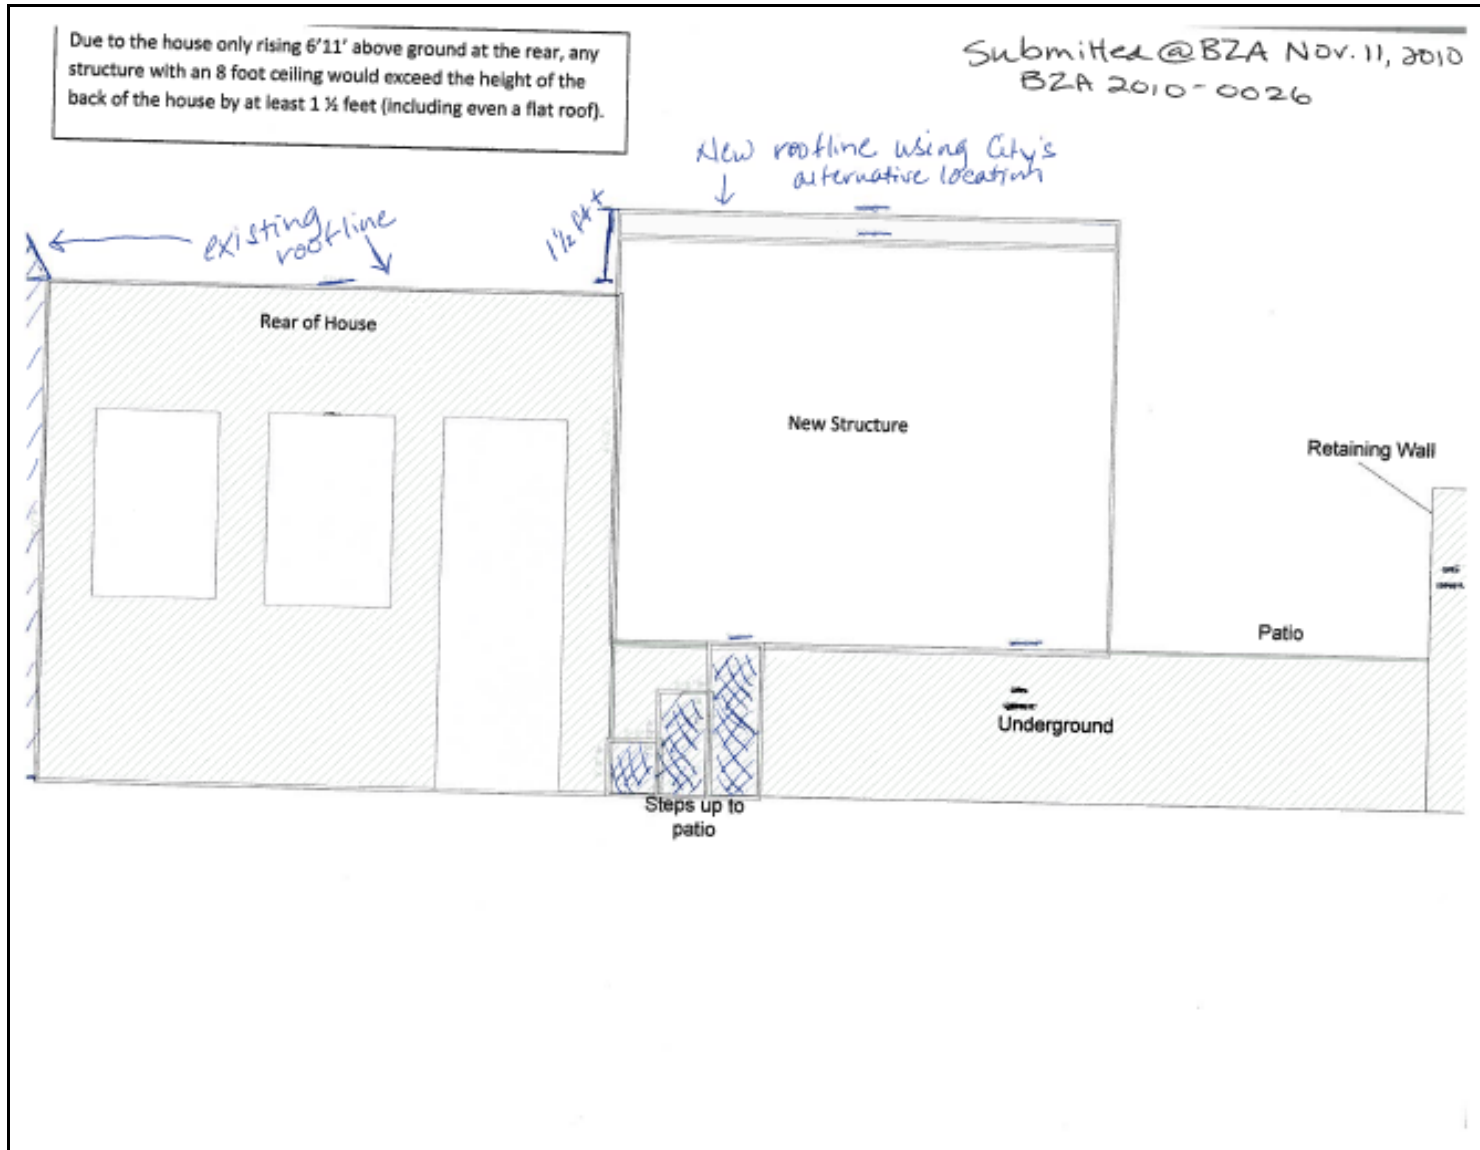 Due to the house only rising 6'11' above ground at the rear, any
structure with an 8 foot ceiling would exceed the height of the
back of the house by at least 1 ½ feet (including even a flat roof).
Submitted @ BZA Nov. 11, 2010
BZA 2010-0026
New roofline using City's
alternative location
existing
roofline
1½ ft ±
Rear of House
New Structure
Retaining Wall
Patio
Underground
Steps up to
patio